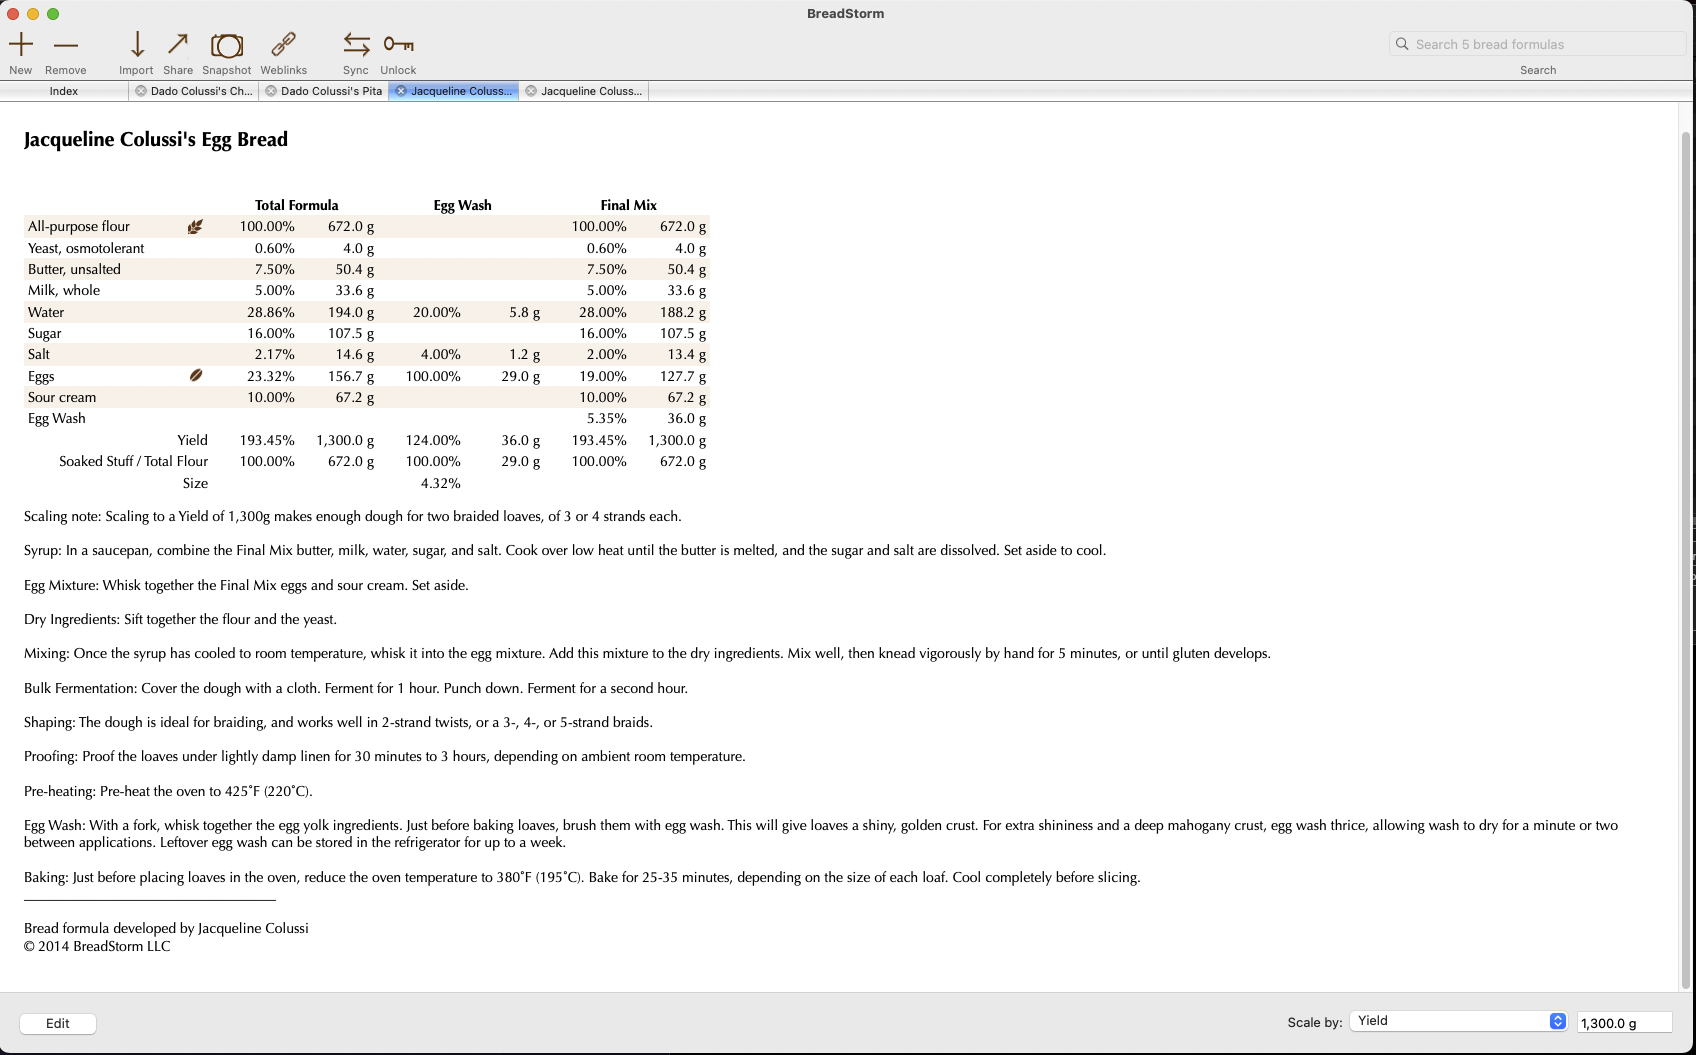 BreadStorm
New Remove Import Share Snapshot Weblinks Sync Unlock
Search 5 bread formulas
Search
Index Dado Colussi's Ch... Dado Colussi's Pita Jacqueline Coluss... Jacqueline Coluss...
Jacqueline Colussi's Egg Bread
Total Formula Egg Wash Final Mix
All-purpose flour 100.00% 672.0 g 100.00% 672.0 g
Yeast, osmotolerant 0.60% 4.0 g 0.60% 4.0 g
Butter, unsalted 7.50% 50.4 g 7.50% 50.4 g
Milk, whole 5.00% 33.6 g 5.00% 33.6 g
Water 28.86% 194.0 g 20.00% 5.8 g 28.00% 188.2 g
Sugar 16.00% 107.5 g 16.00% 107.5 g
Salt 2.17% 14.6 g 4.00% 1.2 g 2.00% 13.4 g
Eggs 23.32% 156.7 g 100.00% 29.0 g 19.00% 127.7 g
Sour cream 10.00% 67.2 g 10.00% 67.2 g
Egg Wash 5.35% 36.0 g
Yield 193.45% 1,300.0 g 124.00% 36.0 g 193.45% 1,300.0 g
Soaked Stuff / Total Flour 100.00% 672.0 g 100.00% 29.0 g 100.00% 672.0 g
Size 4.32%
Scaling note: Scaling to a Yield of 1,300g makes enough dough for two braided loaves, of 3 or 4 strands each.
Syrup: In a saucepan, combine the Final Mix butter, milk, water, sugar, and salt. Cook over low heat until the butter is melted, and the sugar and salt are dissolved. Set aside to cool.
Egg Mixture: Whisk together the Final Mix eggs and sour cream. Set aside.
Dry Ingredients: Sift together the flour and the yeast.
Mixing: Once the syrup has cooled to room temperature, whisk it into the egg mixture. Add this mixture to the dry ingredients. Mix well, then knead vigorously by hand for 5 minutes, or until gluten develops.
Bulk Fermentation: Cover the dough with a cloth. Ferment for 1 hour. Punch down. Ferment for a second hour.
Shaping: The dough is ideal for braiding, and works well in 2-strand twists, or a 3-, 4-, or 5-strand braids.
Proofing: Proof the loaves under lightly damp linen for 30 minutes to 3 hours, depending on ambient room temperature.
Pre-heating: Pre-heat the oven to 425°F (220°C).
Egg Wash: With a fork, whisk together the egg yolk ingredients. Just before baking loaves, brush them with egg wash. This will give loaves a shiny, golden crust. For extra shininess and a deep mahogany crust, egg wash thrice, allowing wash to dry for a minute or two
between applications. Leftover egg wash can be stored in the refrigerator for up to a week.
Baking: Just before placing loaves in the oven, reduce the oven temperature to 380°F (195°C). Bake for 25-35 minutes, depending on the size of each loaf. Cool completely before slicing.
Bread formula developed by Jacqueline Colussi
© 2014 BreadStorm LLC
Edit Scale by: Yield 1,300.0 g